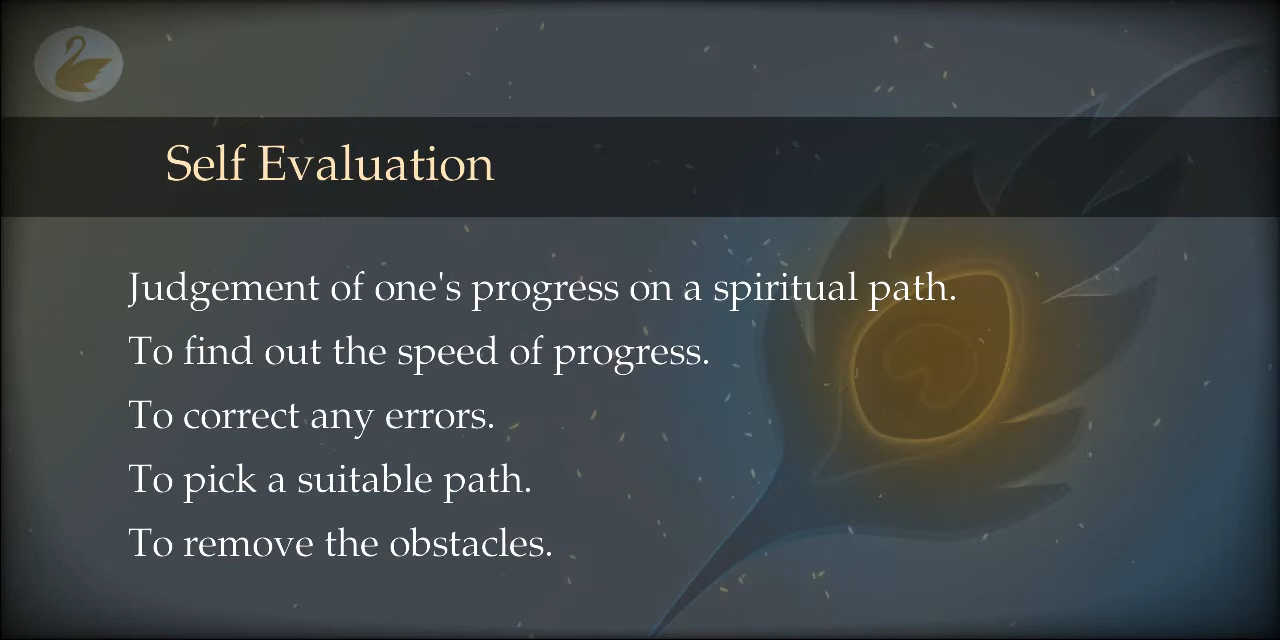 Self Evaluation
Judgement of one's progress on a spiritual path.
To find out the speed of progress.
To correct any errors.
To pick a suitable path.
To remove the obstacles.